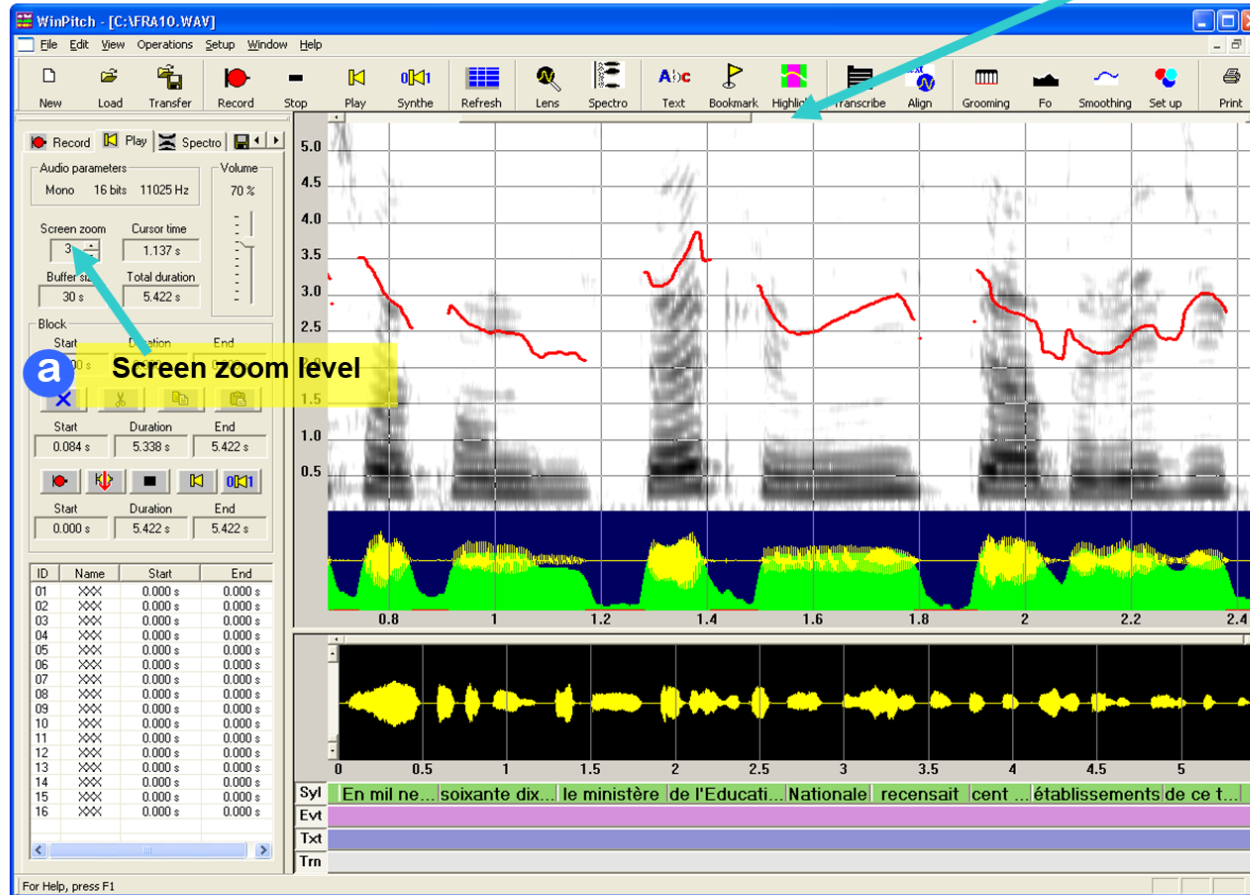 WinPitch - [C:\FRA10.WAV]
File Edit View Operations Setup Window Help
New Load Transfer Record Stop Play Synthe Refresh Lens Spectro Text Bookmark Highlight Transcribe Align Grooming Fo Smoothing Set up Print
Record Play Spectro
Audio parameters
Mono 16 bits 11025 Hz
Volume
70 %
Screen zoom Cursor time
3 1.137 s
Buffer size Total duration
30 s 5.422 s
Block
Start Duration End
a Screen zoom level
Start Duration End
0.084 s 5.338 s 5.422 s
Start Duration End
0.000 s 5.422 s 5.422 s
ID Name Start End
01 XXX 0.000 s 0.000 s
02 XXX 0.000 s 0.000 s
03 XXX 0.000 s 0.000 s
04 XXX 0.000 s 0.000 s
05 XXX 0.000 s 0.000 s
06 XXX 0.000 s 0.000 s
07 XXX 0.000 s 0.000 s
08 XXX 0.000 s 0.000 s
09 XXX 0.000 s 0.000 s
10 XXX 0.000 s 0.000 s
11 XXX 0.000 s 0.000 s
12 XXX 0.000 s 0.000 s
13 XXX 0.000 s 0.000 s
14 XXX 0.000 s 0.000 s
15 XXX 0.000 s 0.000 s
16 XXX 0.000 s 0.000 s
5.0
4.5
4.0
3.5
3.0
2.5
2.0
1.5
1.0
0.5
0.8 1 1.2 1.4 1.6 1.8 2 2.2 2.4
0 0.5 1 1.5 2 2.5 3 3.5 4 4.5 5
Syl En mil ne... soixante dix... le ministère de l'Educati... Nationale recensait cent ... établissements de ce t...
Evt
Txt
Trn
For Help, press F1